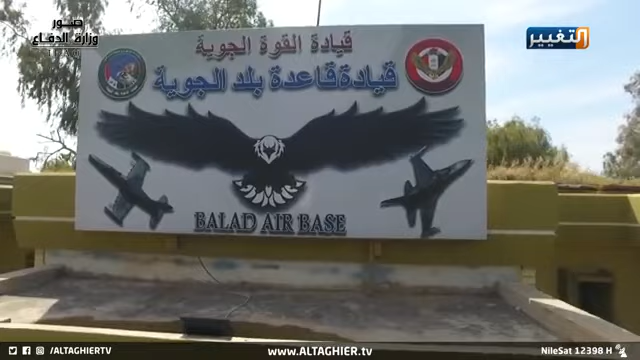 صور
وزارة الدفاع
التغيير
قيادة القوة الجوية
قيادة قاعدة بلد الجوية
BALAD AIR BASE
/ALTAGHIERTV
www.ALTAGHIER.tv
NileSat 12398 H